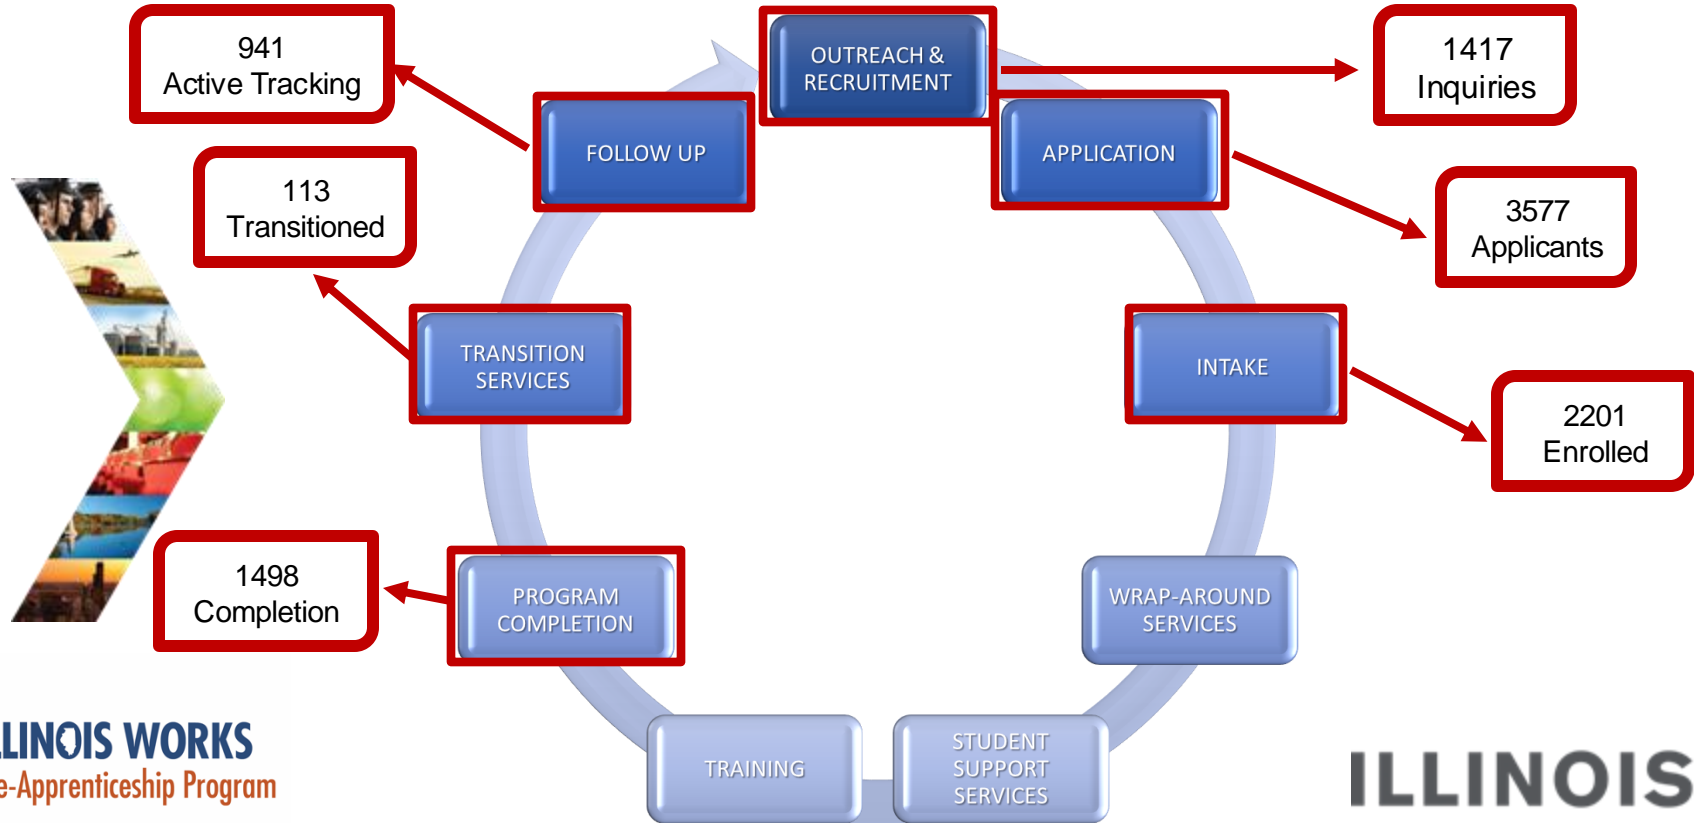 941
Active Tracking
OUTREACH &
RECRUITMENT
1417
Inquiries
FOLLOW UP
APPLICATION
113
Transitioned
3577
Applicants
TRANSITION
SERVICES
INTAKE
2201
Enrolled
1498
Completion
PROGRAM
COMPLETION
WRAP-AROUND
SERVICES
TRAINING
STUDENT
SUPPORT
SERVICES
LLINOIS WORKS
e-Apprenticeship Program
ILLINOIS